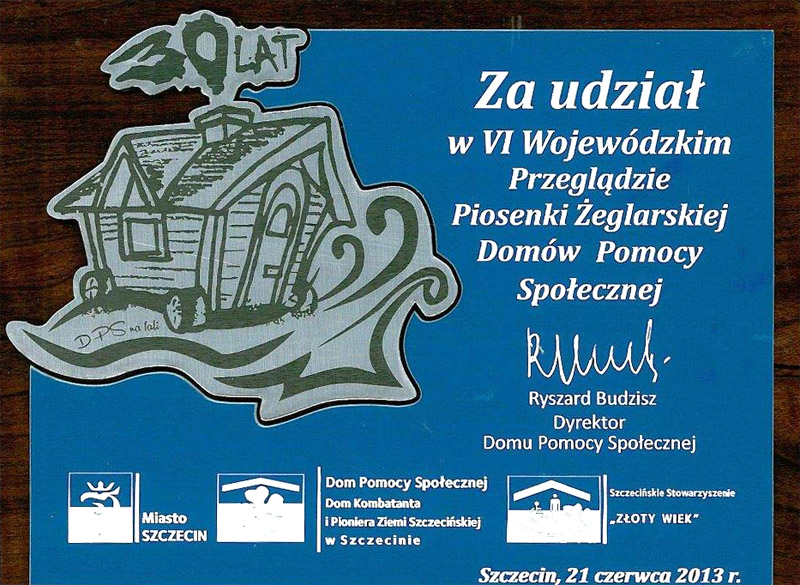 30 LAT
DPS na fali
Za udział
w VI Wojewódzkim
Przeglądzie
Piosenki Żeglarskiej
Domów Pomocy
Społecznej
Ryszard Budzisz
Dyrektor
Domu Pomocy Społecznej
Miasto
SZCZECIN
Dom Pomocy Społecznej
Dom Kombatanta
i Pioniera Ziemi Szczecińskiej
w Szczecinie
Szczecińskie Stowarzyszenie
„ZŁOTY WIEK"
Szczecin, 21 czerwca 2013 r.